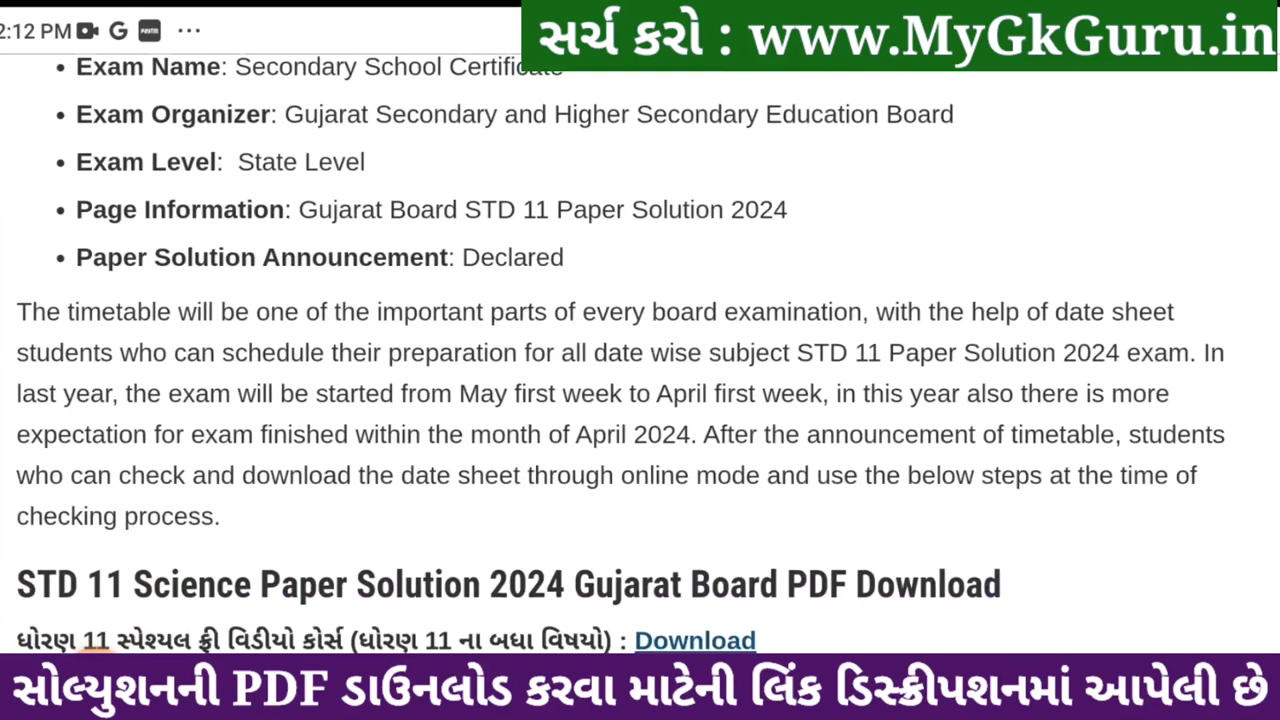 2:12 PM G Paytm ...
સર્ચ કરો : www.MyGkGuru.in
• Exam Name: Secondary School Certificate
• Exam Organizer: Gujarat Secondary and Higher Secondary Education Board
• Exam Level: State Level
• Page Information: Gujarat Board STD 11 Paper Solution 2024
• Paper Solution Announcement: Declared
The timetable will be one of the important parts of every board examination, with the help of date sheet
students who can schedule their preparation for all date wise subject STD 11 Paper Solution 2024 exam. In
last year, the exam will be started from May first week to April first week, in this year also there is more
expectation for exam finished within the month of April 2024. After the announcement of timetable, students
who can check and download the date sheet through online mode and use the below steps at the time of
checking process.
STD 11 Science Paper Solution 2024 Gujarat Board PDF Download
ધોરણ 11 સ્પેશ્યલ ફ્રી વિડીયો કોર્સ (ધોરણ 11 ના બધા વિષયો) : Download
સોલ્યુશનની PDF ડાઉનલોડ કરવા માટેની લિંક ડિસ્ક્રીપશનમાં આપેલી છે